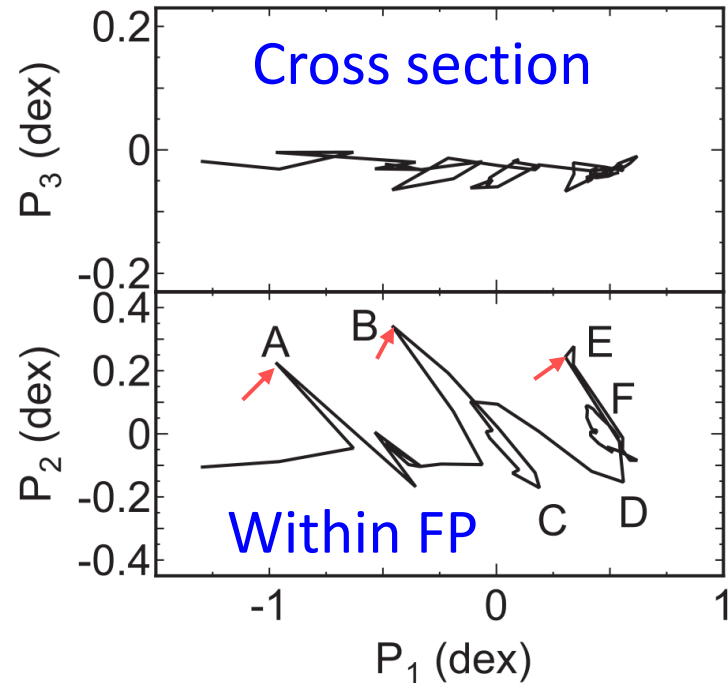 0.2
Cross section
P3 (dex)
0
-0.2
0.4
A
B
E
0.2
F
P2 (dex)
0
-0.2
C
D
Within FP
-0.4
-1
0
1
P1 (dex)